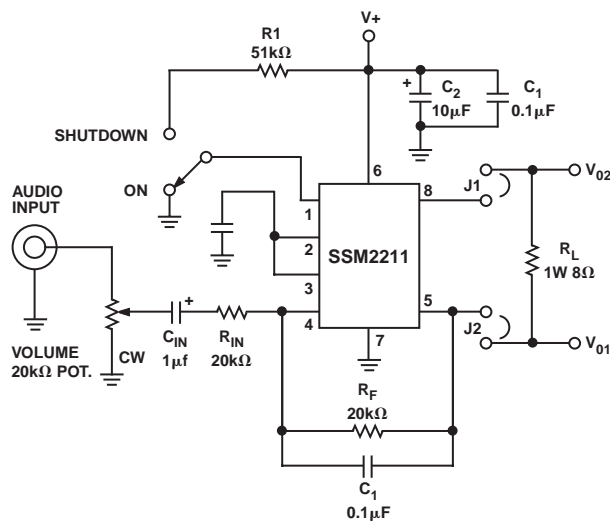 V+
R1
51kΩ
+
C2
10μF
C1
0.1μF
SHUTDOWN
ON
6
8
J1
V02
AUDIO
INPUT
1
2
3
4
SSM2211
5
7
RL
1W 8Ω
J2
V01
+
CIN
1μf
RIN
20kΩ
VOLUME
20kΩ POT.
CW
RF
20kΩ
C1
0.1μF